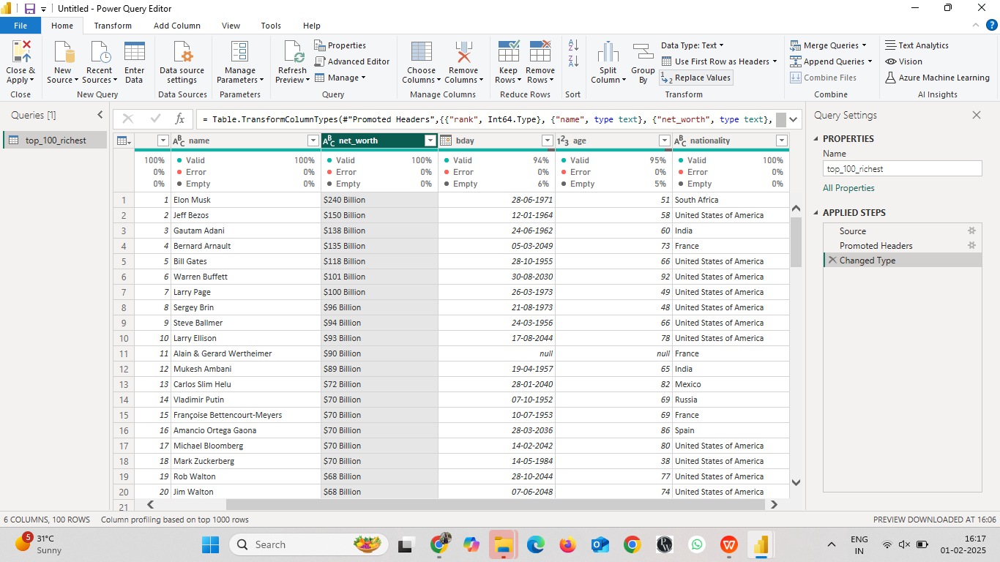 Untitled - Power Query Editor
File Home Transform Add Column View Tools Help
Close & Apply
New Source
Recent Sources
Enter Data
Data source settings
Manage Parameters
Refresh Preview
Properties
Advanced Editor
Manage
Choose Columns
Remove Columns
Keep Rows
Remove Rows
Split Column
Group By
Data Type: Text
Use First Row as Headers
Replace Values
Merge Queries
Append Queries
Combine Files
Text Analytics
Vision
Azure Machine Learning
Close New Query Data Sources Parameters Query Manage Columns Reduce Rows Sort Transform Combine AI Insights
Queries [1]
top_100_richest
= Table.TransformColumnTypes(#"Promoted Headers",{{"rank", Int64.Type}, {"name", type text}, {"net_worth", type text},
name net_worth bday age nationality
100% Valid 100% Valid 100% Valid 94% Valid 95% Valid 100%
0% Error 0% Error 0% Error 0% Error 0% Error 0%
0% Empty 0% Empty 0% Empty 6% Empty 5% Empty 0%
1 1 Elon Musk $240 Billion 28-06-1971 51 South Africa
2 2 Jeff Bezos $150 Billion 12-01-1964 58 United States of America
3 3 Gautam Adani $138 Billion 24-06-1962 60 India
4 4 Bernard Arnault $135 Billion 05-03-2049 73 France
5 5 Bill Gates $118 Billion 28-10-1955 66 United States of America
6 6 Warren Buffett $101 Billion 30-08-2030 92 United States of America
7 7 Larry Page $100 Billion 26-03-1973 49 United States of America
8 8 Sergey Brin $96 Billion 21-08-1973 48 United States of America
9 9 Steve Ballmer $94 Billion 24-03-1956 66 United States of America
10 10 Larry Ellison $93 Billion 17-08-2044 78 United States of America
11 11 Alain & Gerard Wertheimer $90 Billion null null France
12 12 Mukesh Ambani $89 Billion 19-04-1957 65 India
13 13 Carlos Slim Helu $72 Billion 28-01-2040 82 Mexico
14 14 Vladimir Putin $70 Billion 07-10-1952 69 Russia
15 15 Françoise Bettencourt-Meyers $70 Billion 10-07-1953 69 France
16 16 Amancio Ortega Gaona $70 Billion 28-03-2036 86 Spain
17 17 Michael Bloomberg $70 Billion 14-02-2042 80 United States of America
18 18 Mark Zuckerberg $70 Billion 14-05-1984 38 United States of America
19 19 Rob Walton $68 Billion 28-10-2044 77 United States of America
20 20 Jim Walton $68 Billion 07-06-2048 74 United States of America
21
Query Settings
PROPERTIES
Name
top_100_richest
All Properties
APPLIED STEPS
Source
Promoted Headers
Changed Type
6 COLUMNS, 100 ROWS Column profiling based on top 1000 rows PREVIEW DOWNLOADED AT 16:06
5
31°C
Sunny
Search
ENG
IN
16:17
01-02-2025